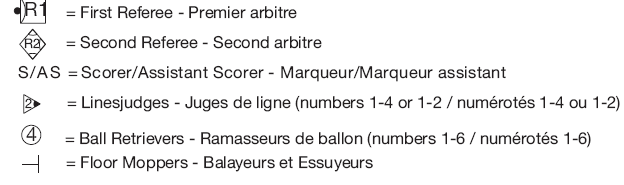 R1 = First Referee - Premier arbitre
R2 = Second Referee - Second arbitre
S/AS = Scorer/Assistant Scorer - Marqueur/Marqueur assistant
2 = Linesjudges - Juges de ligne (numbers 1-4 or 1-2 / numérotés 1-4 ou 1-2)
4 = Ball Retrievers - Ramasseurs de ballon (numbers 1-6 / numérotés 1-6)
= Floor Moppers - Balayeurs et Essuyeurs